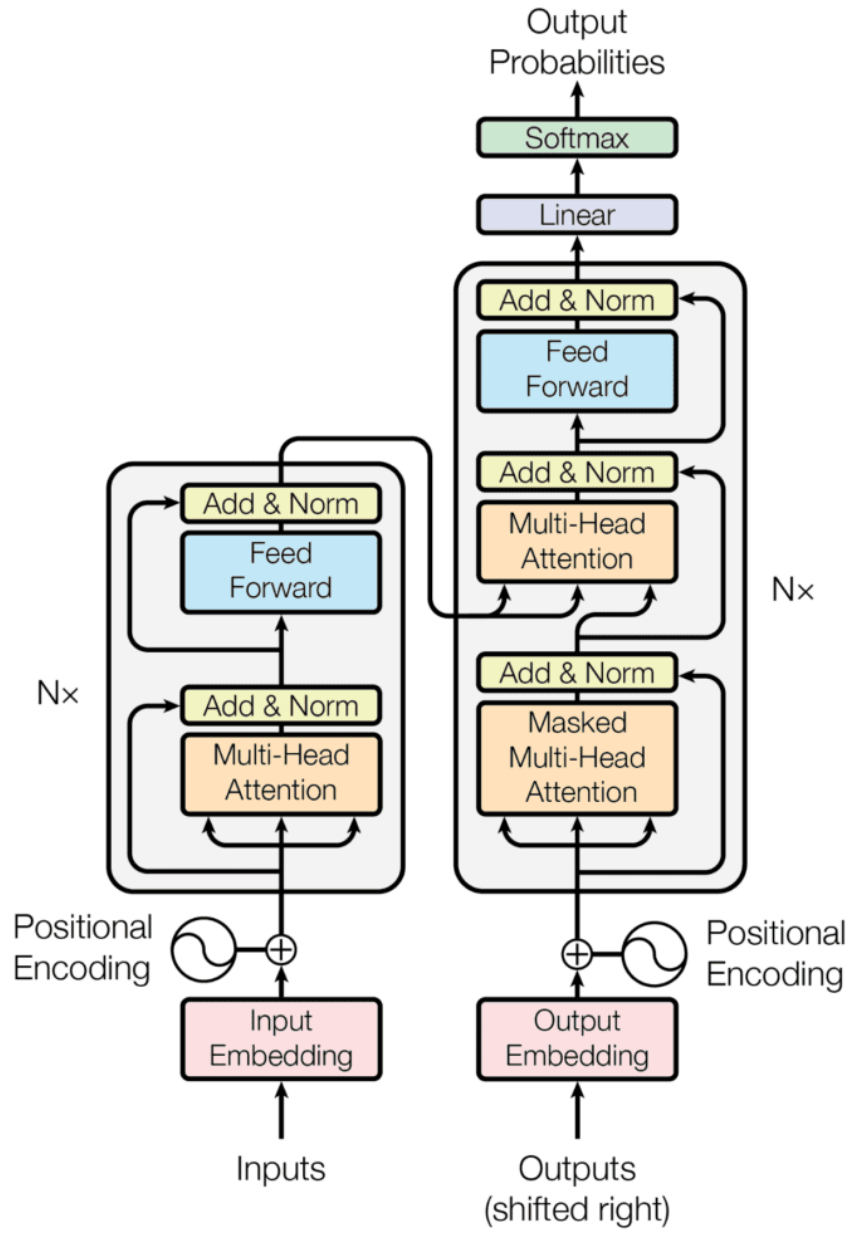 Output
Probabilities
Softmax
Linear
Add & Norm
Feed
Forward
Add & Norm
Multi-Head
Attention
Nx
Add & Norm
Masked
Multi-Head
Attention
Add & Norm
Feed
Forward
Nx
Add & Norm
Multi-Head
Attention
Positional
Encoding
Positional
Encoding
Input
Embedding
Output
Embedding
Inputs
Outputs
(shifted right)